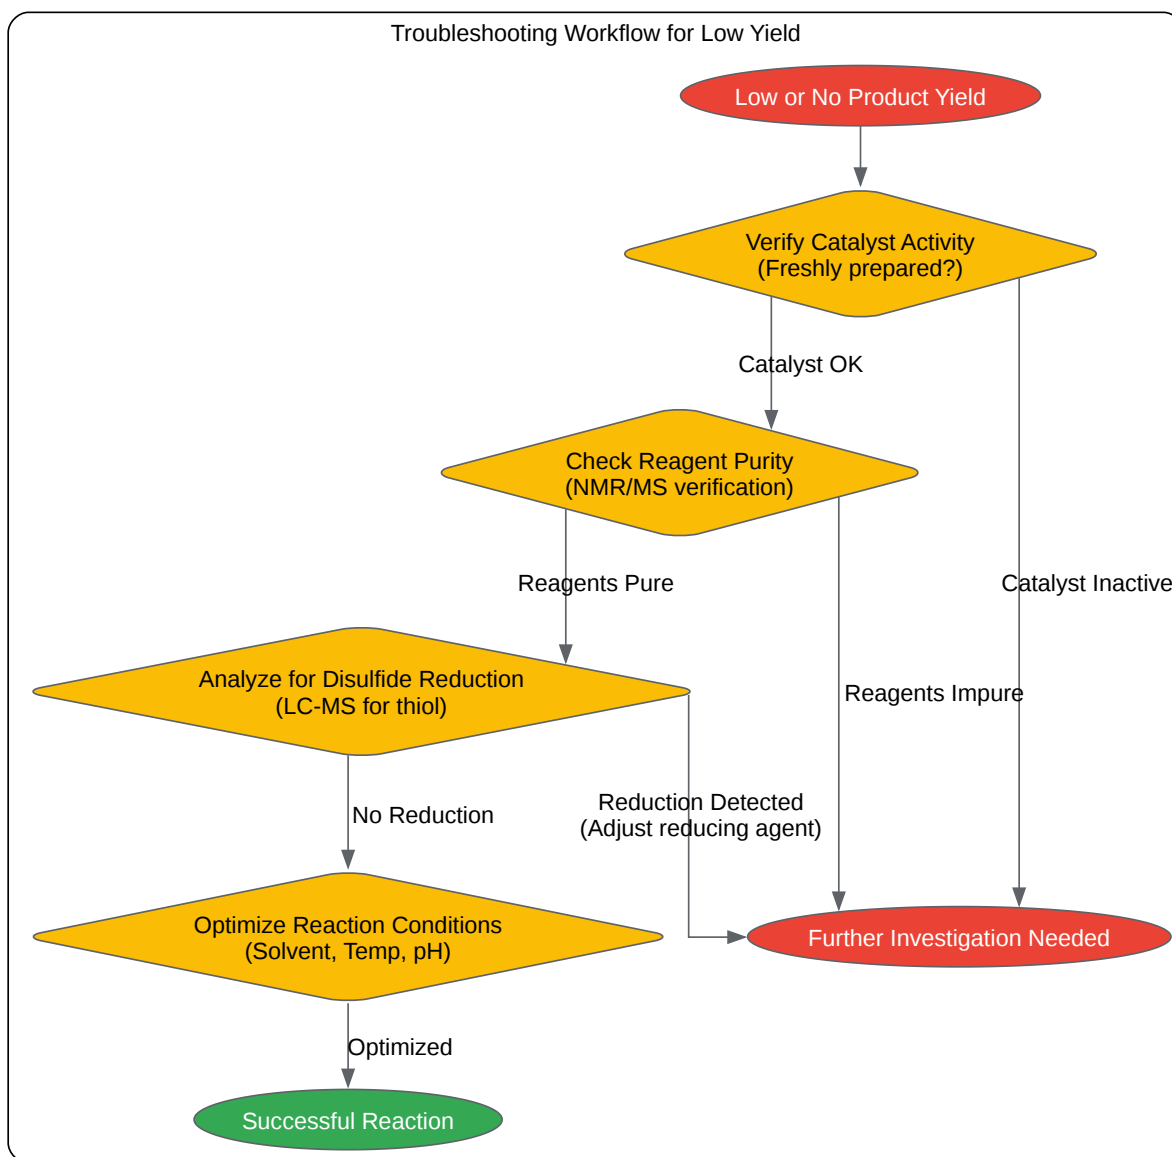 Troubleshooting Workflow for Low Yield
Low or No Product Yield
Verify Catalyst Activity
(Freshly prepared?)
Catalyst OK
Check Reagent Purity
(NMR/MS verification)
Reagents Pure
Catalyst Inactive
Analyze for Disulfide Reduction
(LC-MS for thiol)
Reagents Impure
No Reduction
Reduction Detected
(Adjust reducing agent)
Optimize Reaction Conditions
(Solvent, Temp, pH)
Further Investigation Needed
Optimized
Successful Reaction